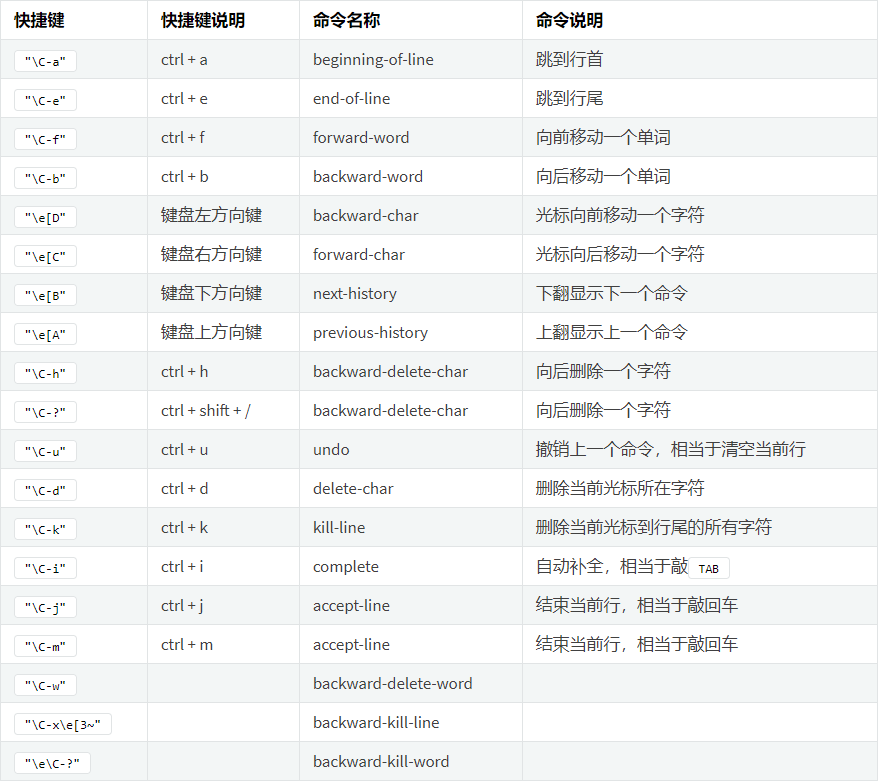 快捷键 快捷键说明 命令名称 命令说明
"\C-a" ctrl + a beginning-of-line 跳到行首
"\C-e" ctrl + e end-of-line 跳到行尾
"\C-f" ctrl + f forward-word 向前移动一个单词
"\C-b" ctrl + b backward-word 向后移动一个单词
"\e[D" 键盘左方向键 backward-char 光标向前移动一个字符
"\e[C" 键盘右方向键 forward-char 光标向后移动一个字符
"\e[B" 键盘下方向键 next-history 下翻显示下一个命令
"\e[A" 键盘上方向键 previous-history 上翻显示上一个命令
"\C-h" ctrl + h backward-delete-char 向后删除一个字符
"\C-?" ctrl + shift + / backward-delete-char 向后删除一个字符
"\C-u" ctrl + u undo 撤销上一个命令，相当于清空当前行
"\C-d" ctrl + d delete-char 删除当前光标所在字符
"\C-k" ctrl + k kill-line 删除当前光标到行尾的所有字符
"\C-i" ctrl + i complete 自动补全，相当于敲 TAB
"\C-j" ctrl + j accept-line 结束当前行，相当于敲回车
"\C-m" ctrl + m accept-line 结束当前行，相当于敲回车
"\C-w" backward-delete-word
"\C-x\e[3~" backward-kill-line
"\e\C-?" backward-kill-word